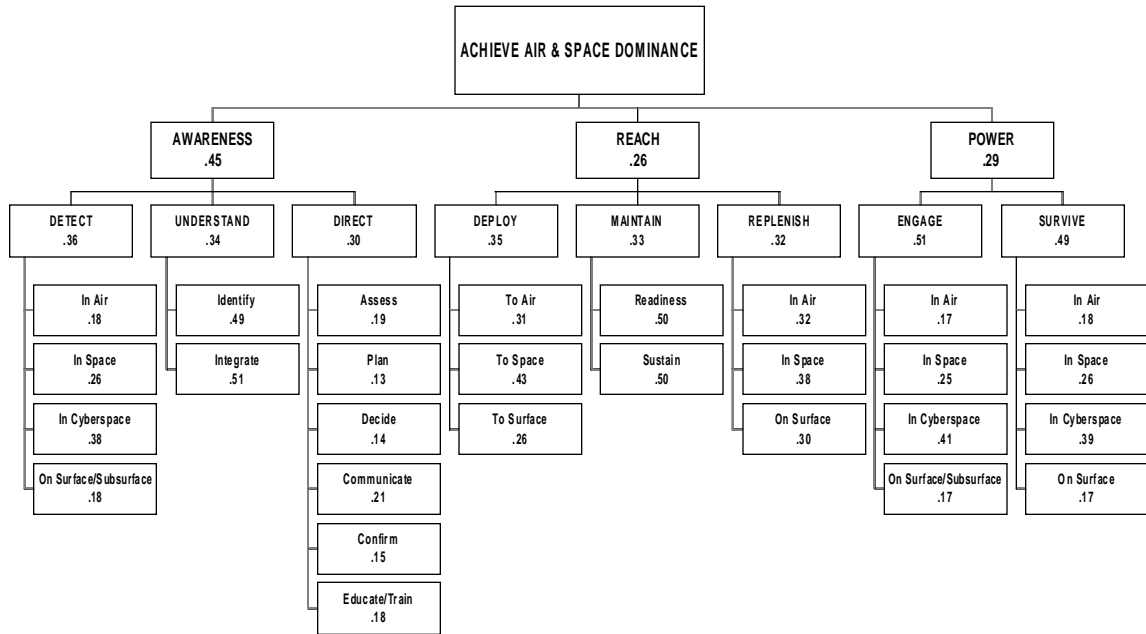 ACHIEVE AIR & SPACE DOMINANCE
AWARENESS
.45
REACH
.26
POWER
.29
DETECT
.36
UNDERSTAND
.34
DIRECT
.30
DEPLOY
.35
MAINTAIN
.33
REPLENISH
.32
ENGAGE
.51
SURVIVE
.49
In Air
.18
In Space
.26
In Cyberspace
.38
On Surface/Subsurface
.18
Identify
.49
Integrate
.51
Assess
.19
Plan
.13
Decide
.14
Communicate
.21
Confirm
.15
Educate/Train
.18
To Air
.31
To Space
.43
To Surface
.26
Readiness
.50
Sustain
.50
In Air
.32
In Space
.38
On Surface
.30
In Air
.17
In Space
.25
In Cyberspace
.41
On Surface/Subsurface
.17
In Air
.18
In Space
.26
In Cyberspace
.39
On Surface
.17